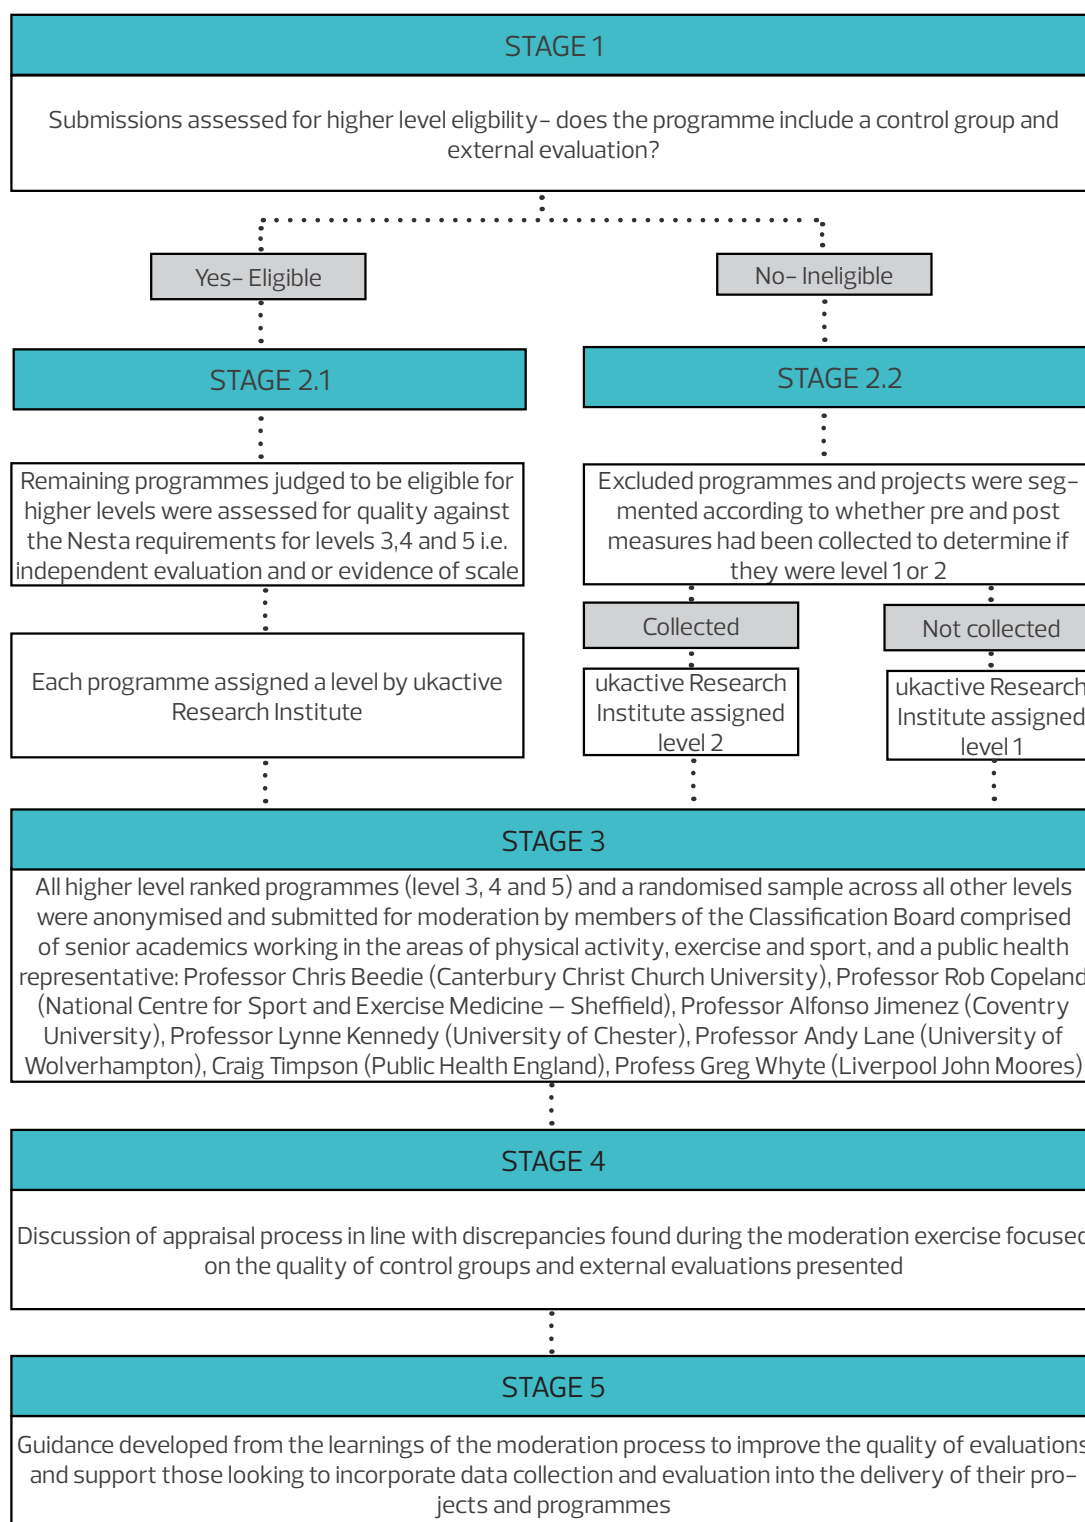 STAGE 1
Submissions assessed for higher level eligbility- does the programme include a control group and
external evaluation?
Yes- Eligible
No- Ineligible
STAGE 2.1
STAGE 2.2
Remaining programmes judged to be eligible for
higher levels were assessed for quality against
the Nesta requirements for levels 3,4 and 5 i.e.
independent evaluation and or evidence of scale
Excluded programmes and projects were seg-
mented according to whether pre and post
measures had been collected to determine if
they were level 1 or 2
Collected
Not collected
Each programme assigned a level by ukactive
Research Institute
ukactive Research
Institute assigned
level 2
ukactive Research
Institute assigned
level 1
STAGE 3
All higher level ranked programmes (level 3, 4 and 5) and a randomised sample across all other levels
were anonymised and submitted for moderation by members of the Classification Board comprised
of senior academics working in the areas of physical activity, exercise and sport, and a public health
representative: Professor Chris Beedie (Canterbury Christ Church University), Professor Rob Copeland
(National Centre for Sport and Exercise Medicine – Sheffield), Professor Alfonso Jimenez (Coventry
University), Professor Lynne Kennedy (University of Chester), Professor Andy Lane (University of
Wolverhampton), Craig Timpson (Public Health England), Profess Greg Whyte (Liverpool John Moores)
STAGE 4
Discussion of appraisal process in line with discrepancies found during the moderation exercise focused
on the quality of control groups and external evaluations presented
STAGE 5
Guidance developed from the learnings of the moderation process to improve the quality of evaluations
and support those looking to incorporate data collection and evaluation into the delivery of their pro-
jects and programmes